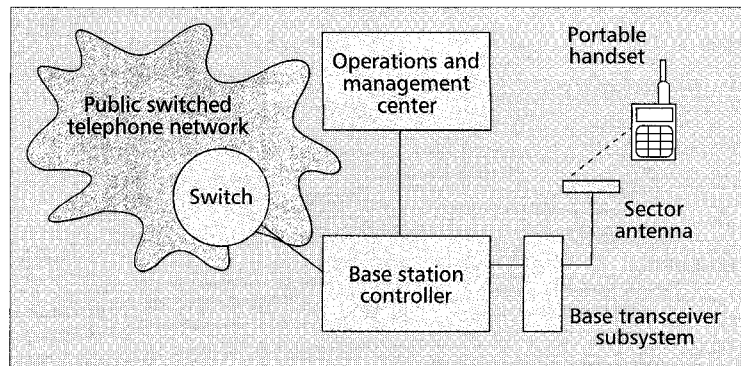 Public switched
telephone network
Switch
Operations and
management
center
Portable
handset
Sector
antenna
Base station
controller
Base transceiver
subsystem